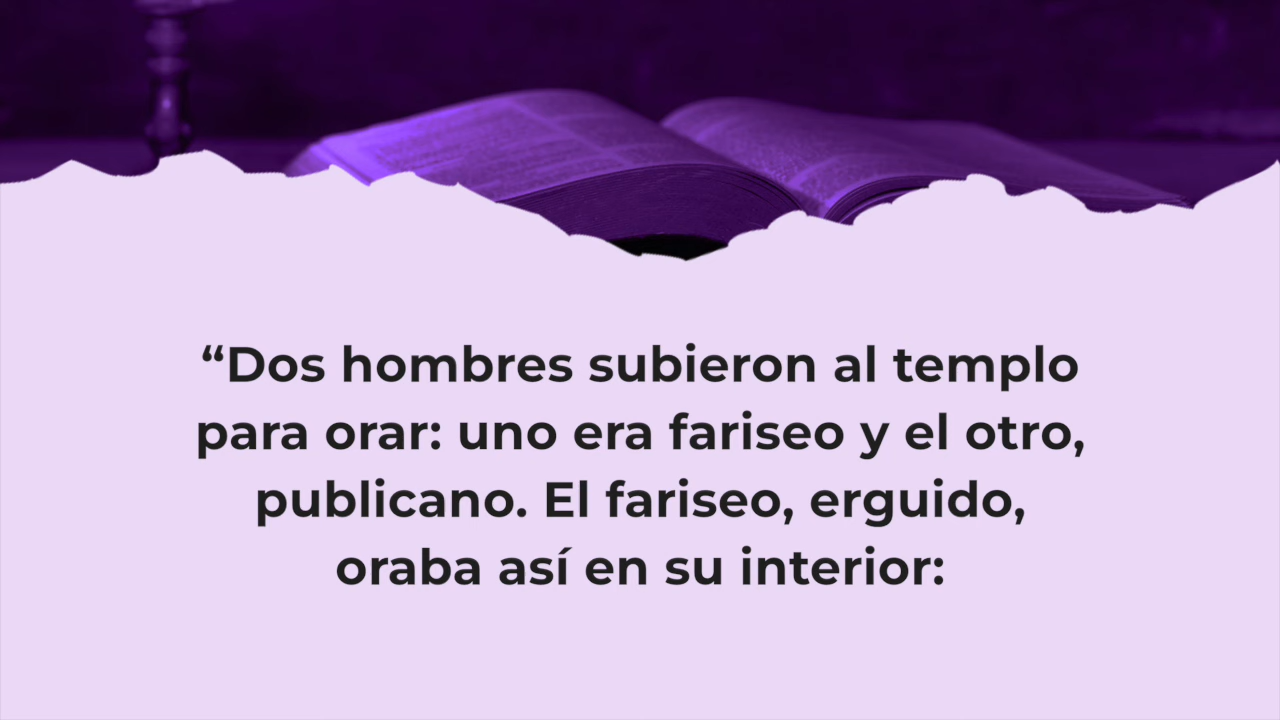 “Dos hombres subieron al templo
para orar: uno era fariseo y el otro,
publicano. El fariseo, erguido,
oraba así en su interior: